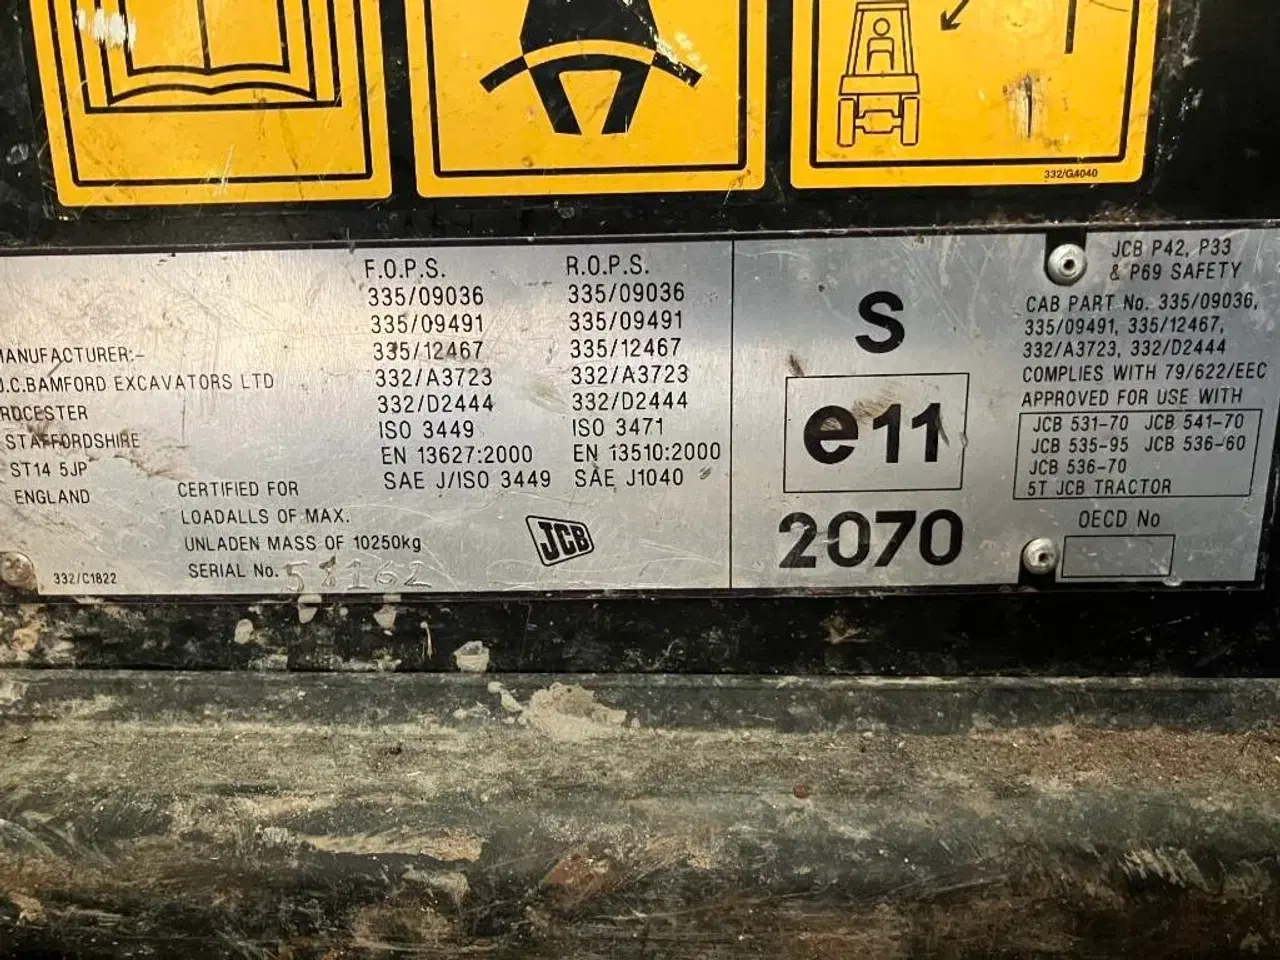 332/G4040
MANUFACTURER:-
J.C.BAMFORD EXCAVATORS LTD
ROCESTER
STAFFORDSHIRE
ST14 5JP
ENGLAND
332/C1822
CERTIFIED FOR
LOADALLS OF MAX.
UNLADEN MASS OF 10250kg
SERIAL No. 58162
F.O.P.S.
335/09036
335/09491
335/12467
332/A3723
332/D2444
ISO 3449
EN 13627:2000
SAE J/ISO 3449
R.O.P.S.
335/09036
335/09491
335/12467
332/A3723
332/D2444
ISO 3471
EN 13510:2000
SAE J1040
JCB
S
e11
2070
JCB P42, P33
& P69 SAFETY
CAB PART No. 335/09036,
335/09491, 335/12467,
332/A3723, 332/D2444
COMPLIES WITH 79/622/EEC
APPROVED FOR USE WITH
JCB 531-70 JCB 541-70
JCB 535-95 JCB 536-60
JCB 536-70
5T JCB TRACTOR
OECD No